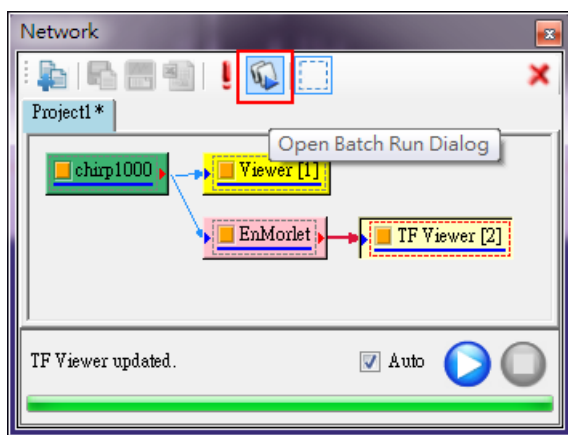 Network
Project1 *
Open Batch Run Dialog
chirp1000
Viewer [1]
EnMorlet
TF Viewer [2]
TF Viewer updated.
Auto